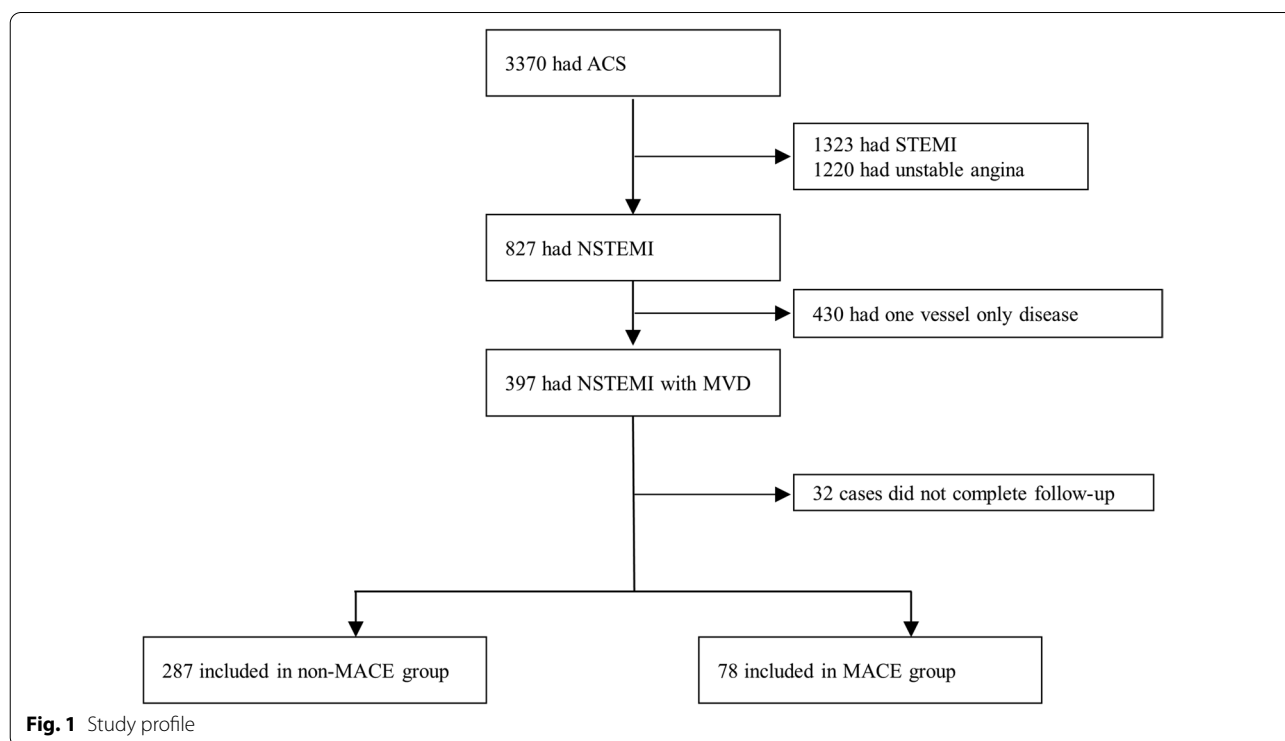 3370 had ACS
1323 had STEMI
1220 had unstable angina
827 had NSTEMI
430 had one vessel only disease
397 had NSTEMI with MVD
32 cases did not complete follow-up
287 included in non-MACE group
78 included in MACE group
Fig. 1 Study profile